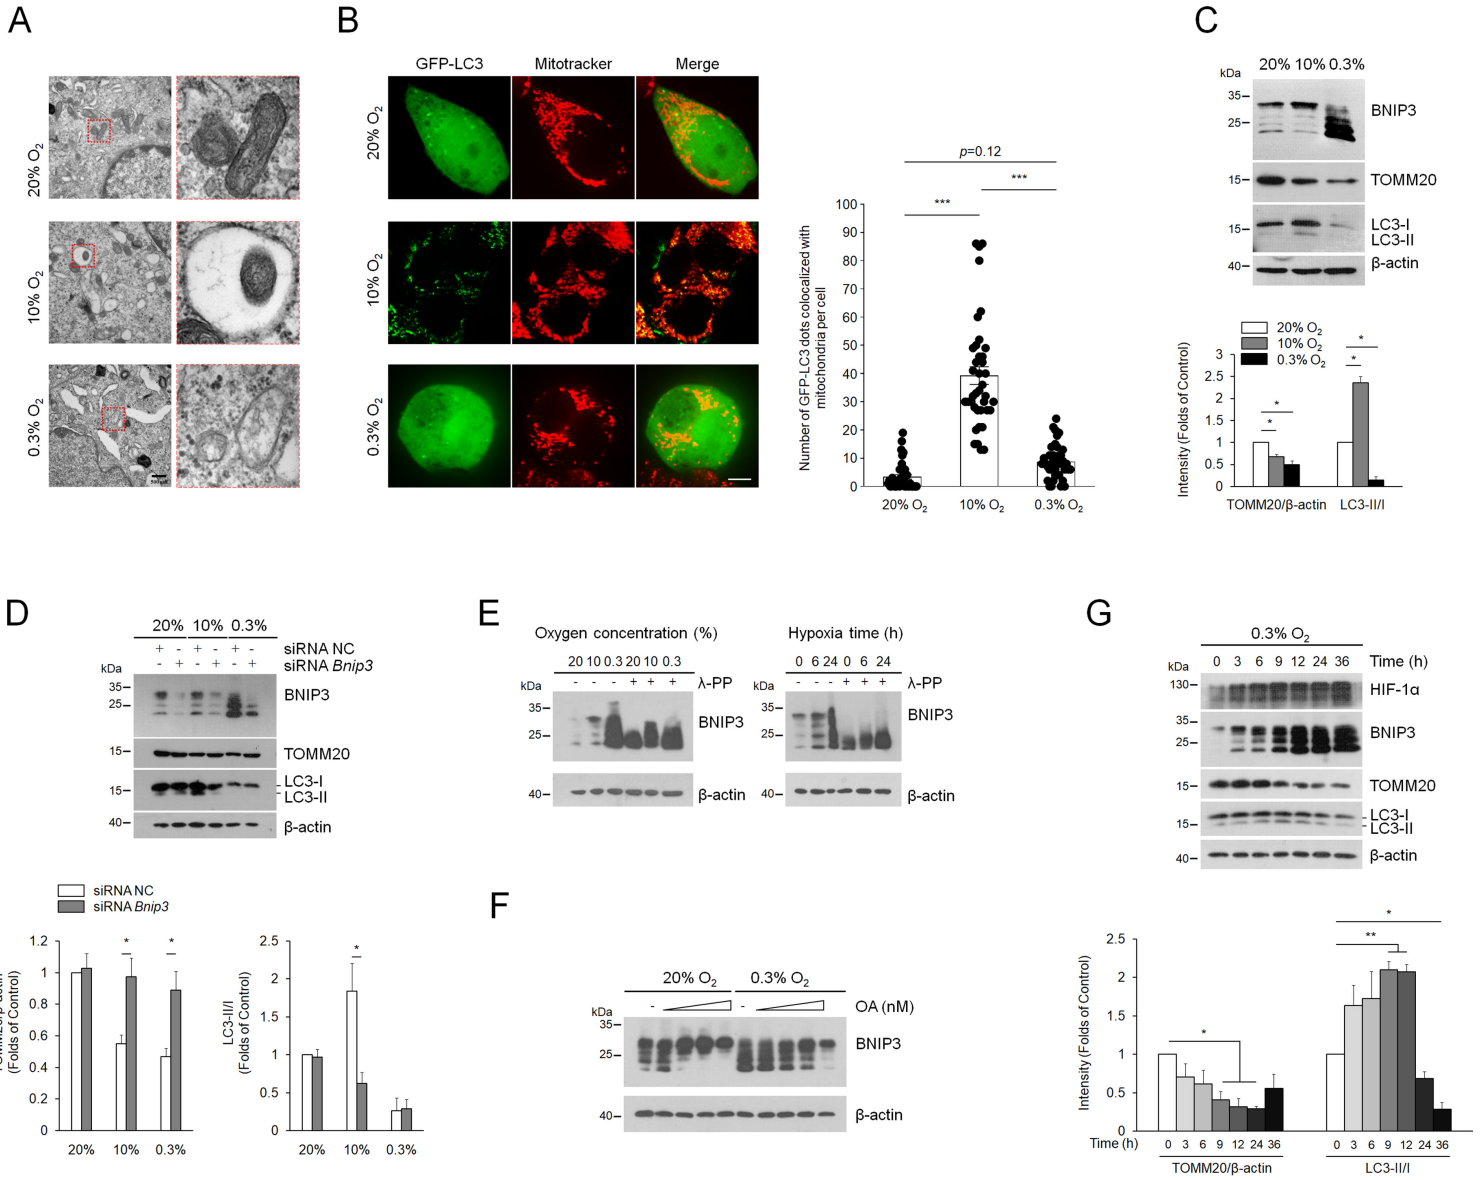 A
20% O2
10% O2
0.3% O2
B
GFP-LC3 Mitotracker Merge
20% O2
10% O2
0.3% O2
Number of GFP-LC3 dots colocalized with
mitochondria per cell
p=0.12
***
***
100
90
80
70
60
50
40
30
20
10
0
20% O2 10% O2 0.3% O2
C
20% 10% 0.3%
kDa
35
25
BNIP3
15
TOMM20
15
LC3-I
LC3-II
40
β-actin
20% O2
10% O2
0.3% O2
Intensity (Folds of Control)
3
2.5
2
1.5
1
0.5
0
*
*
*
*
TOMM20/β-actin LC3-II/I
D
20% 10% 0.3%
+ - + - + - siRNA NC
- + - + - + siRNA Bnip3
kDa
35
25
BNIP3
15
TOMM20
15
LC3-I
LC3-II
40
β-actin
siRNA NC
siRNA Bnip3
(Folds of Control)
1.2
1
0.8
0.6
0.4
0.2
0
*
*
20% 10% 0.3%
LC3-II/I
(Folds of Control)
2.5
2
1.5
1
0.5
0
*
20% 10% 0.3%
E
Oxygen concentration (%)
20 10 0.3 20 10 0.3
- - - + + + λ-PP
kDa
35
25
BNIP3
40
β-actin
Hypoxia time (h)
0 6 24 0 6 24
- - - + + + λ-PP
kDa
35
25
BNIP3
40
β-actin
F
20% O2 0.3% O2
- - OA (nM)
kDa
35
25
BNIP3
40
β-actin
G
0.3% O2
0 3 6 9 12 24 36 Time (h)
kDa
130
HIF-1α
35
25
BNIP3
15
TOMM20
15
LC3-I
LC3-II
40
β-actin
Intensity (Folds of Control)
2.5
2
1.5
1
0.5
0
*
**
*
Time (h) 0 3 6 9 12 24 36 0 3 6 9 12 24 36
TOMM20/β-actin LC3-II/I